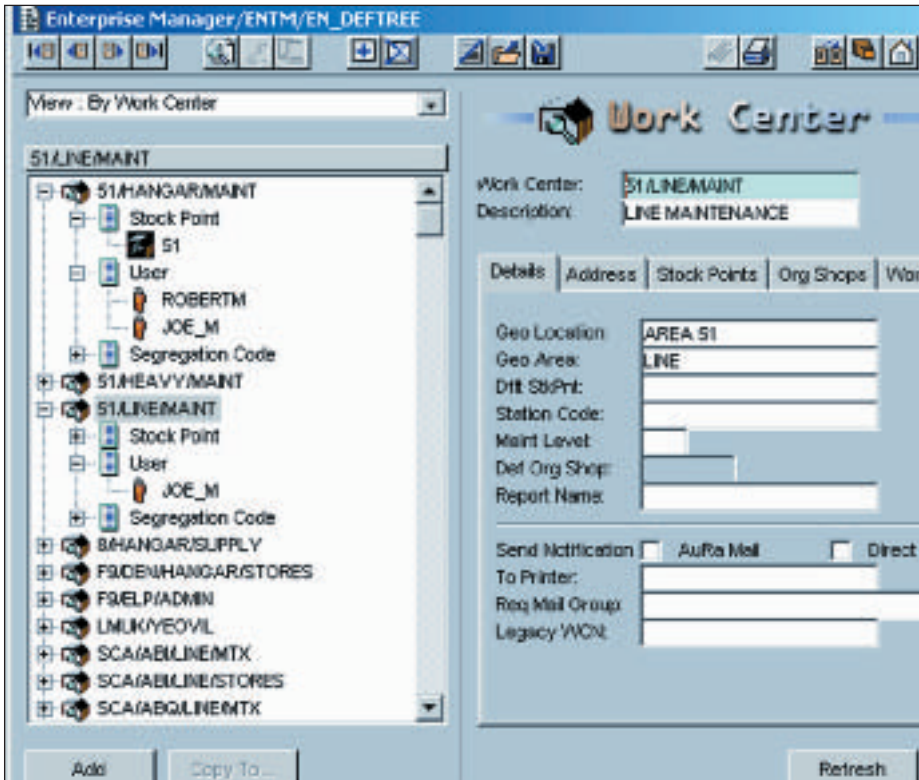 Enterprise Manager/ENTM/EN_DEFTREE
View : By Work Center
51/LINE/MAINT
51/HANGAR/MAINT
Stock Point
51
User
ROBERTM
JOE_M
Segregation Code
51/HEAVY/MAINT
51/LINE/MAINT
Stock Point
User
JOE_M
Segregation Code
8/HANGAR/SUPPLY
F9/DEN/HANGAR/STORES
F9/ELP/ADMIN
LMUK/YEOVIL
SCA/ABI/LINE/MTX
SCA/ABI/LINE/STORES
SCA/ABQ/LINE/MTX
Add
Copy To ...
Work Center
Work Center: 51/LINE/MAINT
Description: LINE MAINTENANCE
Details Address Stock Points Org Shops Wor
Geo Location: AREA 51
Geo Area: LINE
Dflt StkPnt:
Station Code:
Maint Level:
Def Org Shop:
Report Name:
Send Notification AuRa Mail Direct
To Printer:
Req Mail Group:
Legacy WCN:
Refresh